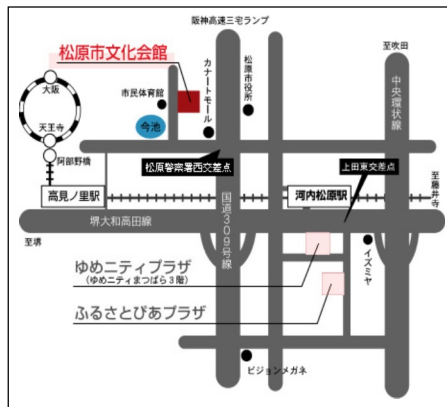 阪神高速三宅ランプ
松原市文化会館
至吹田
大阪
カナートモール
松原市役所
中央環状線
市民体育館
今池
天王寺
阿部野橋
松原警察署西交差点
上田東交差点
至藤井寺
高見ノ里駅
国道309号線
河内松原駅
堺大和高田線
至堺
イズミヤ
ゆめニティプラザ
(ゆめニティまつばら3階)
ふるさとぴあプラザ
ビジョンメガネ